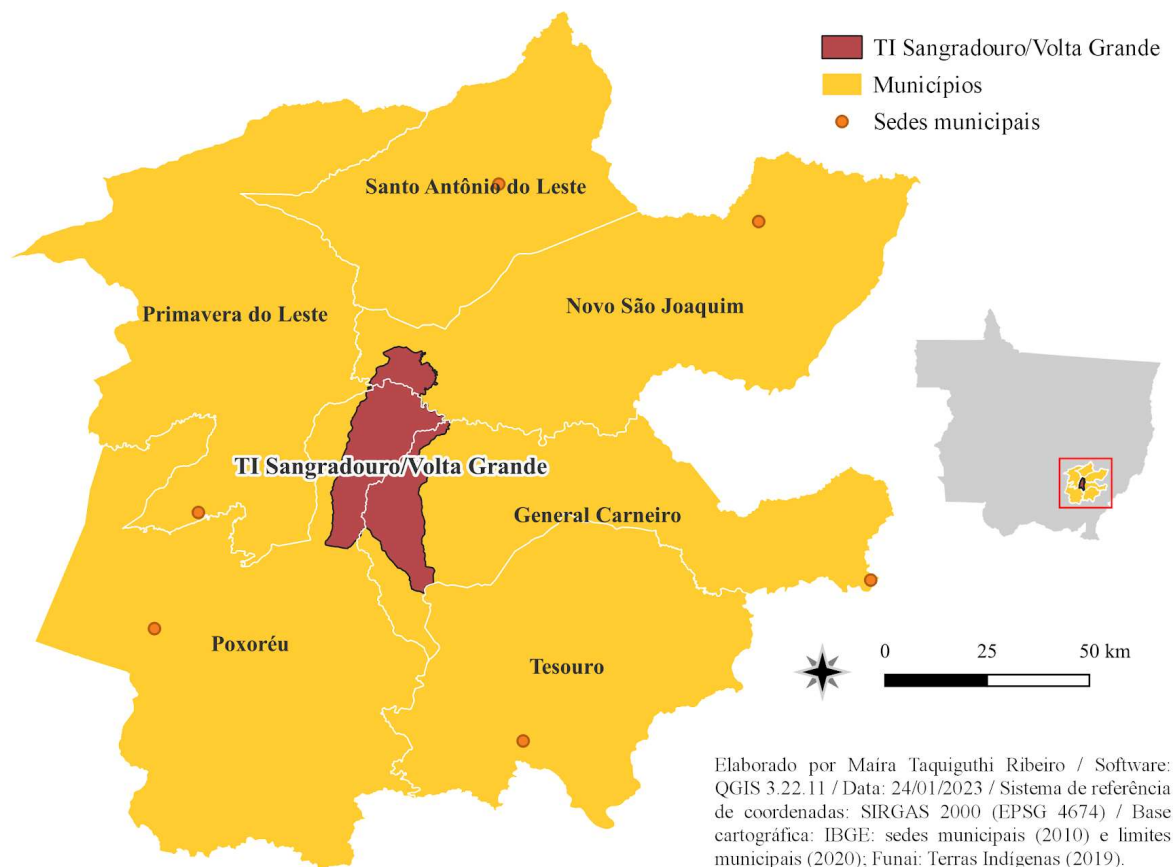 TI Sangradouro/Volta Grande
Municípios
Sedes municipais
Santo Antônio do Leste
Novo São Joaquim
Primavera do Leste
TI Sangradouro/Volta Grande
General Carneiro
Poxoréu
Tesouro
0 25 50 km
Elaborado por Maíra Taquiguthi Ribeiro / Software:
QGIS 3.22.11 / Data: 24/01/2023 / Sistema de referência
de coordenadas: SIRGAS 2000 (EPSG 4674) / Base
cartográfica: IBGE: sedes municipais (2010) e limites
municipais (2020); Funai: Terras Indígenas (2019).